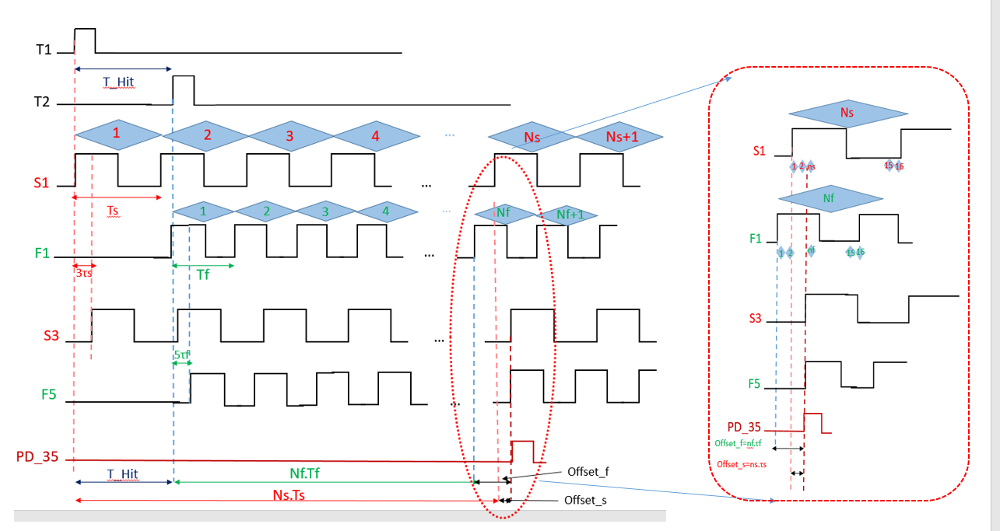 T1
T_Hit
T2
1 2 3 4 ... Ns Ns+1
S1 ...
Ts
1 2 3 4 ... Nf Nf+1
F1 ...
3τs
Tf
S3 ...
5τf
F5 ...
PD_35
T_Hit Nf.Tf Offset_f
Ns.Ts Offset_s
Ns
S1
1 2 ns 15 16
Nf
F1
1 2 nf 15 16
S3
F5
PD_35
Offset_f=nf.τf
Offset_s=ns.τs